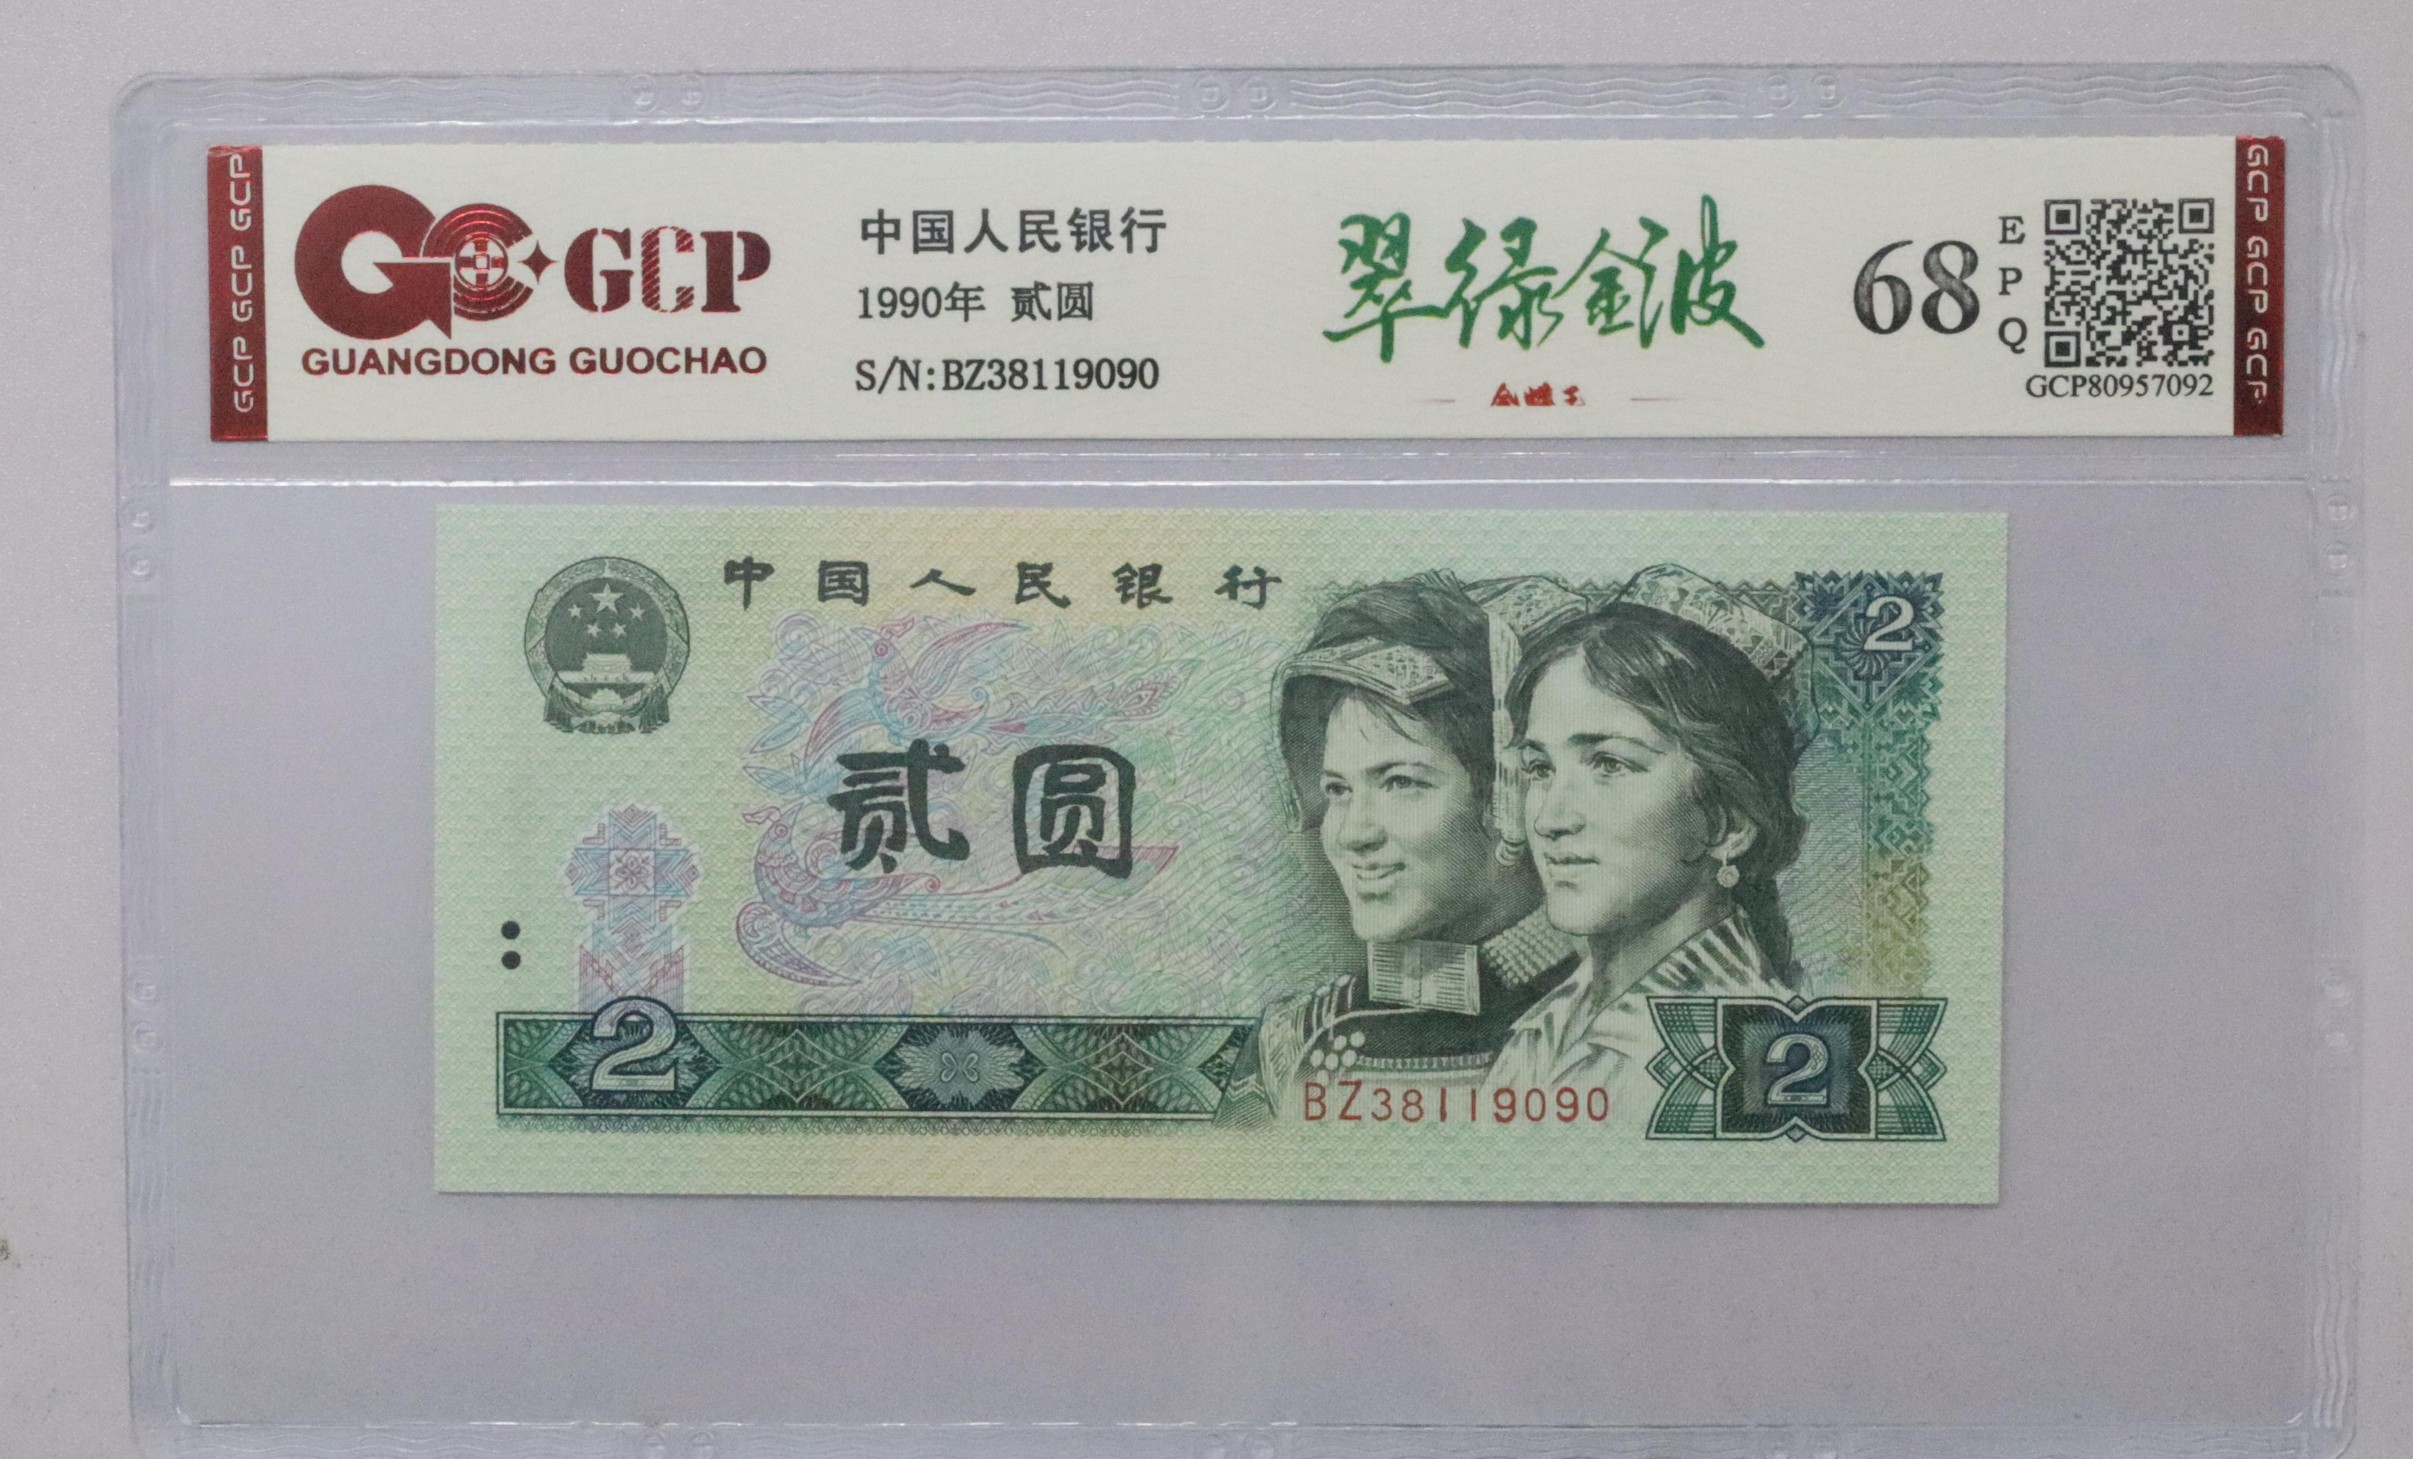 GCP GCP GCP
GCP
GUANGDONG GUOCHAO
中国人民银行
1990年 贰圆
S/N:BZ38119090
翠绿金波
68
E
P
Q
GCP80957092
GCP GCP GCP
中国人民银行
2
贰圆
2
BZ38119090
2